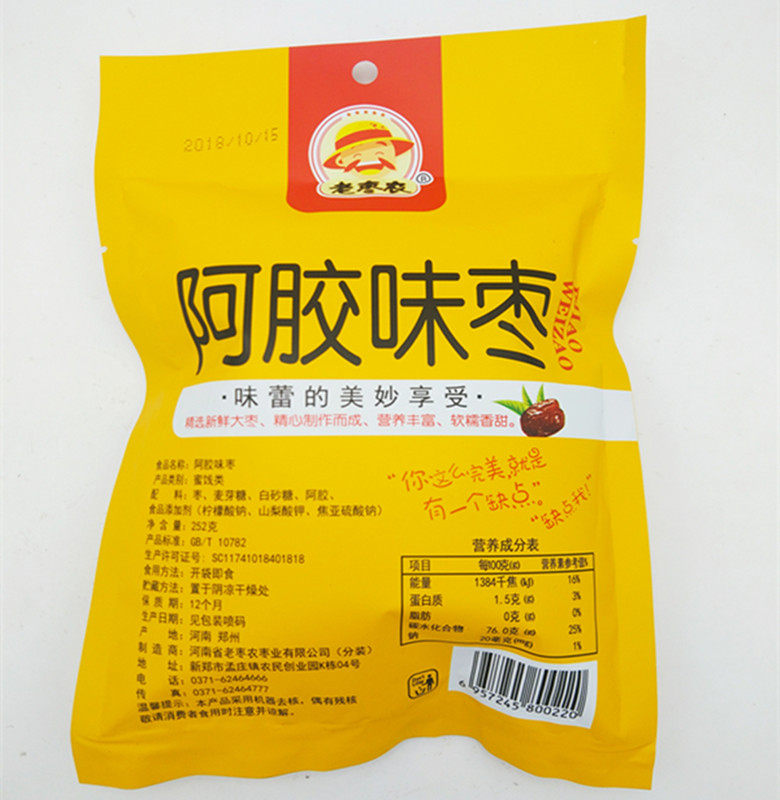 2018/10/15
老枣农®
阿胶味枣
WEIZAO
·味蕾的美妙享受·
精选新鲜大枣、精心制作而成、营养丰富、软糯香甜。
食品名称：阿胶味枣
产品类别：蜜饯类
配 料：枣、麦芽糖、白砂糖、阿胶、
食品添加剂（柠檬酸钠、山梨酸钾、焦亚硫酸钠）
净 含 量：252克
产品标准：GB/T 10782
生产许可证号：SC11741018401818
食用方法：开袋即食
贮藏方法：置于阴凉干燥处
保 质 期：12个月
生产日期：见包装喷码
产 地：河南 郑州
制 造 商：河南省老枣农枣业有限公司（分装）
地 址：新郑市孟庄镇农民创业园K栋04号
电 话：0371-62464666
传 真：0371-62464777
温馨提示：本产品采用机器去核，偶有残核
敬请消费者食用时注意并谅解。
“你这么完美,就是
有一个缺点”。
“缺点我!”
营养成分表
项目 每100克(g) 营养素参考值%
能量 1384千焦(kJ) 16%
蛋白质 1.5克(g) 3%
脂肪 0克(g) 0%
碳水化合物 76.0克(g) 25%
钠 20毫克(mg) 1%
6 957245 800220